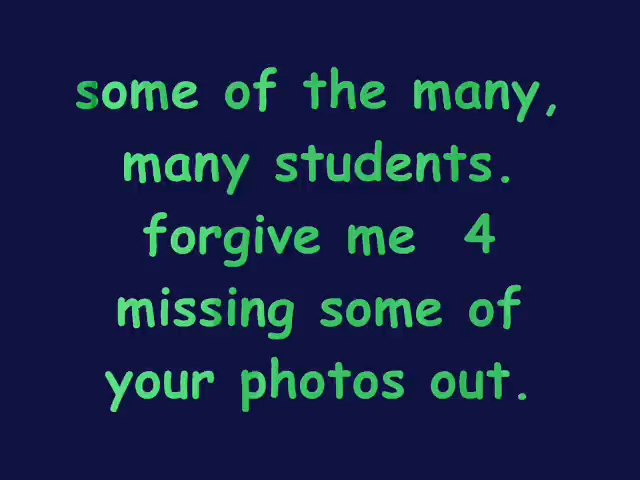 some of the many,
many students.
forgive me 4
missing some of
your photos out.